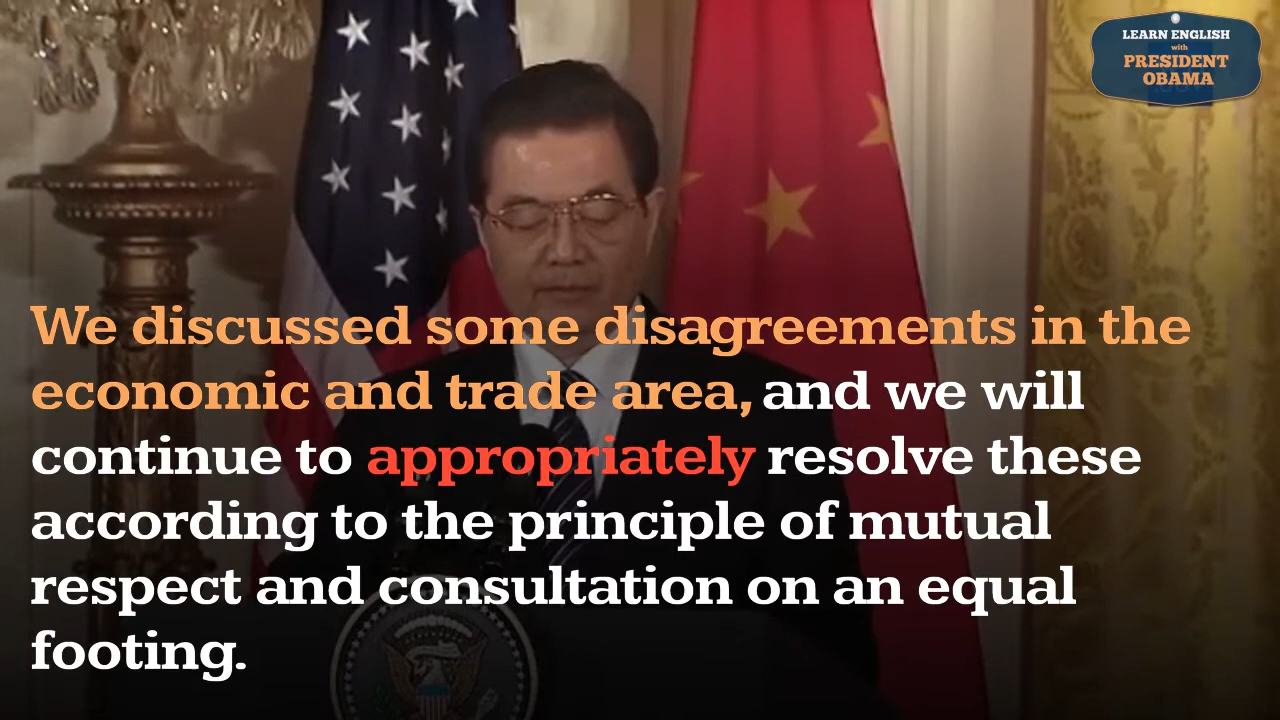 LEARN ENGLISH
with
PRESIDENT
OBAMA
We discussed some disagreements in the
economic and trade area, and we will
continue to appropriately resolve these
according to the principle of mutual
respect and consultation on an equal
footing.